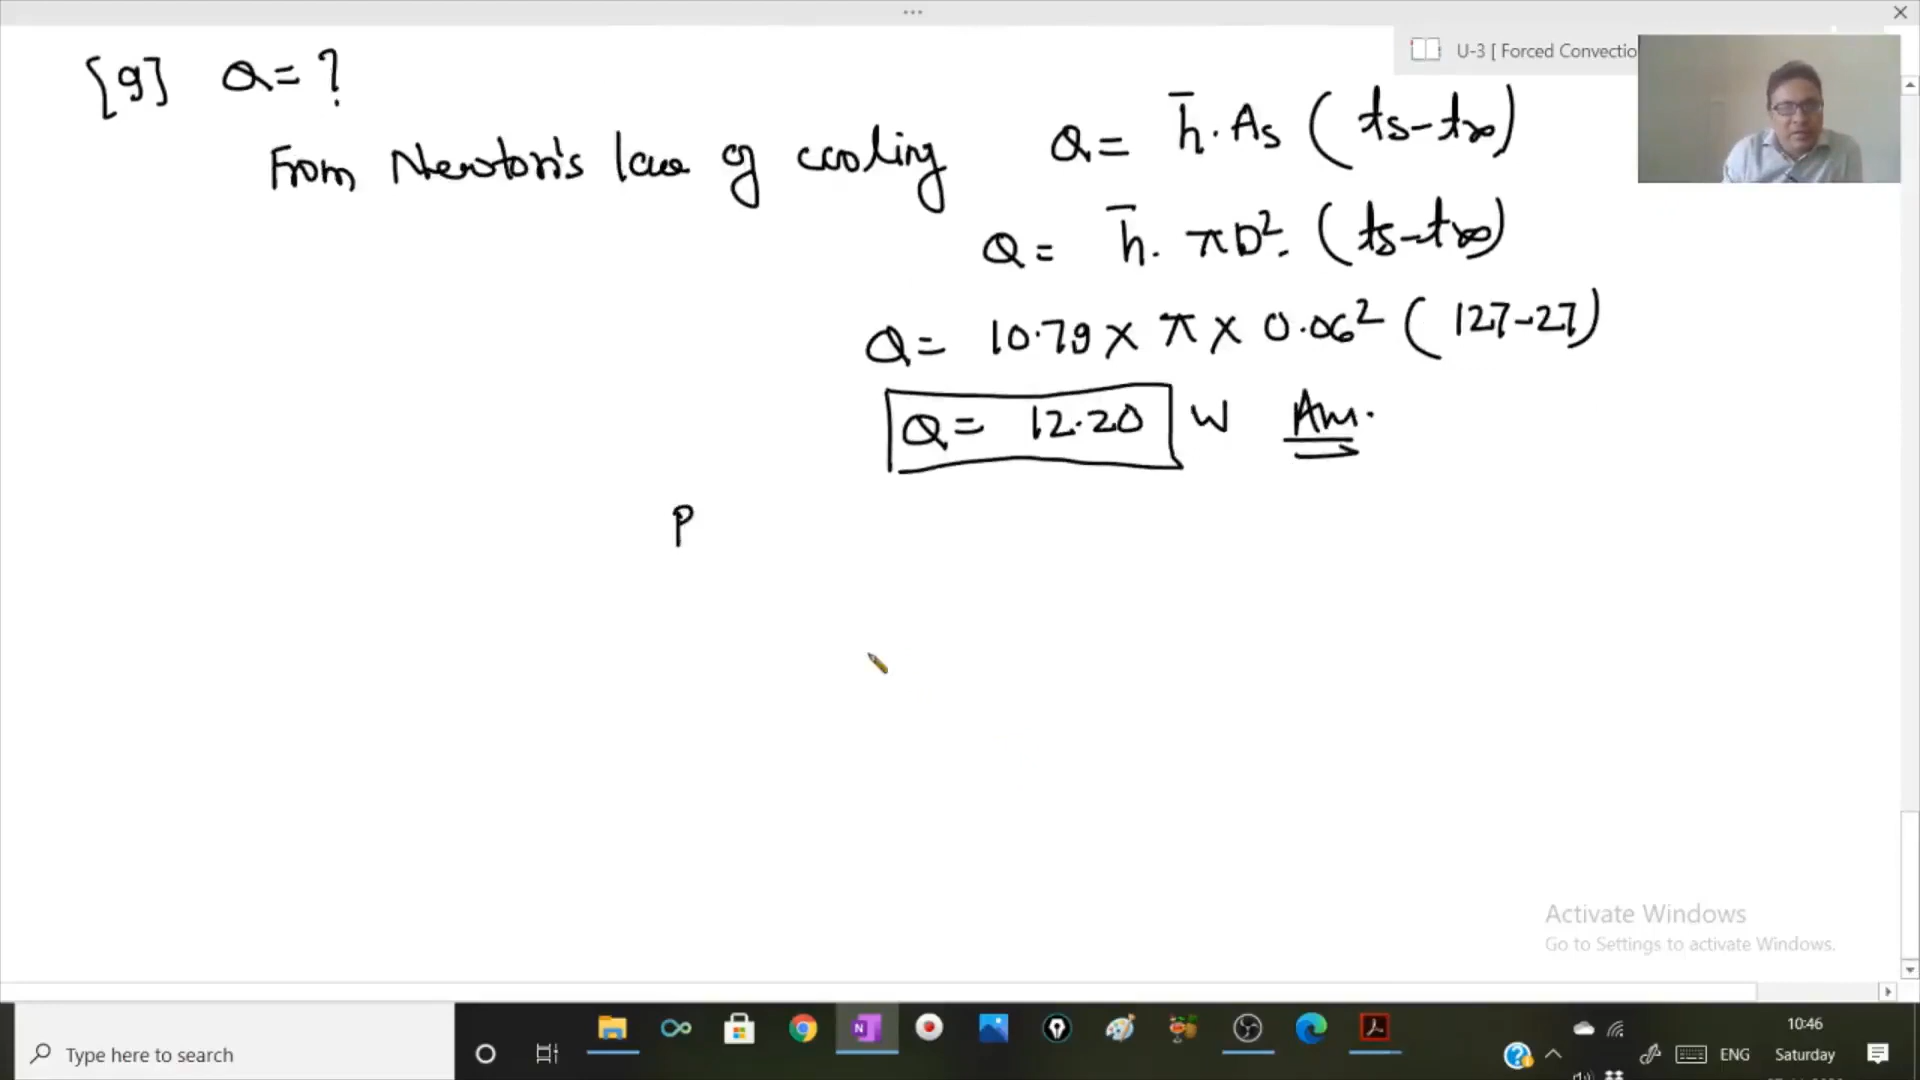 U-3 [ Forced Convectio
[g] Q = ?
From Newton's law of cooling
Q = h̄. As ( ts-t∞)
Q = h̄. πD². (ts-t∞)
Q = 10.79 x π x 0.06² ( 127-27)
Q = 12.20 W Ans.
P
Activate Windows
Go to Settings to activate Windows.
Type here to search
10:46
ENG
Saturday